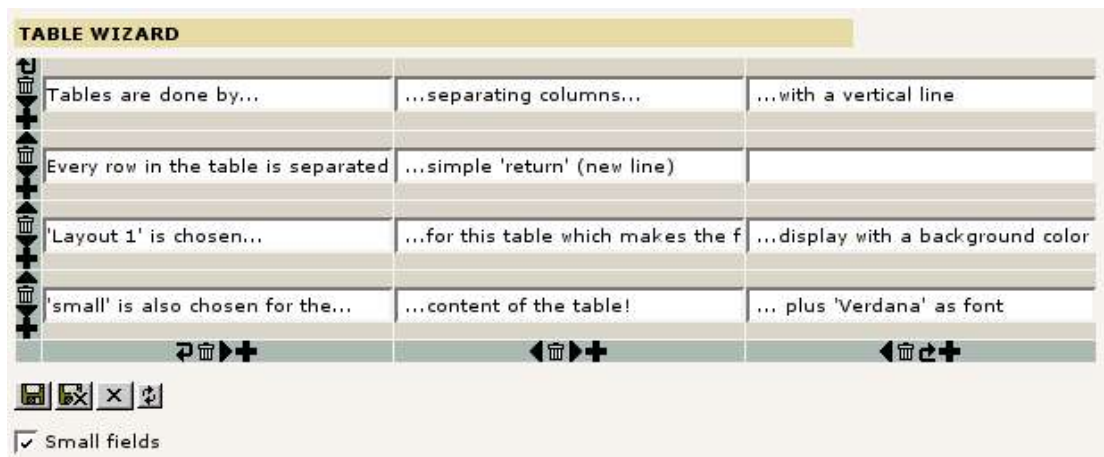 TABLE WIZARD
Tables are done by... ...separating columns... ...with a vertical line
Every row in the table is separated ...simple 'return' (new line)
'Layout 1' is chosen... ...for this table which makes the f ...display with a background color
'small' is also chosen for the... ...content of the table! ... plus 'Verdana' as font
Small fields